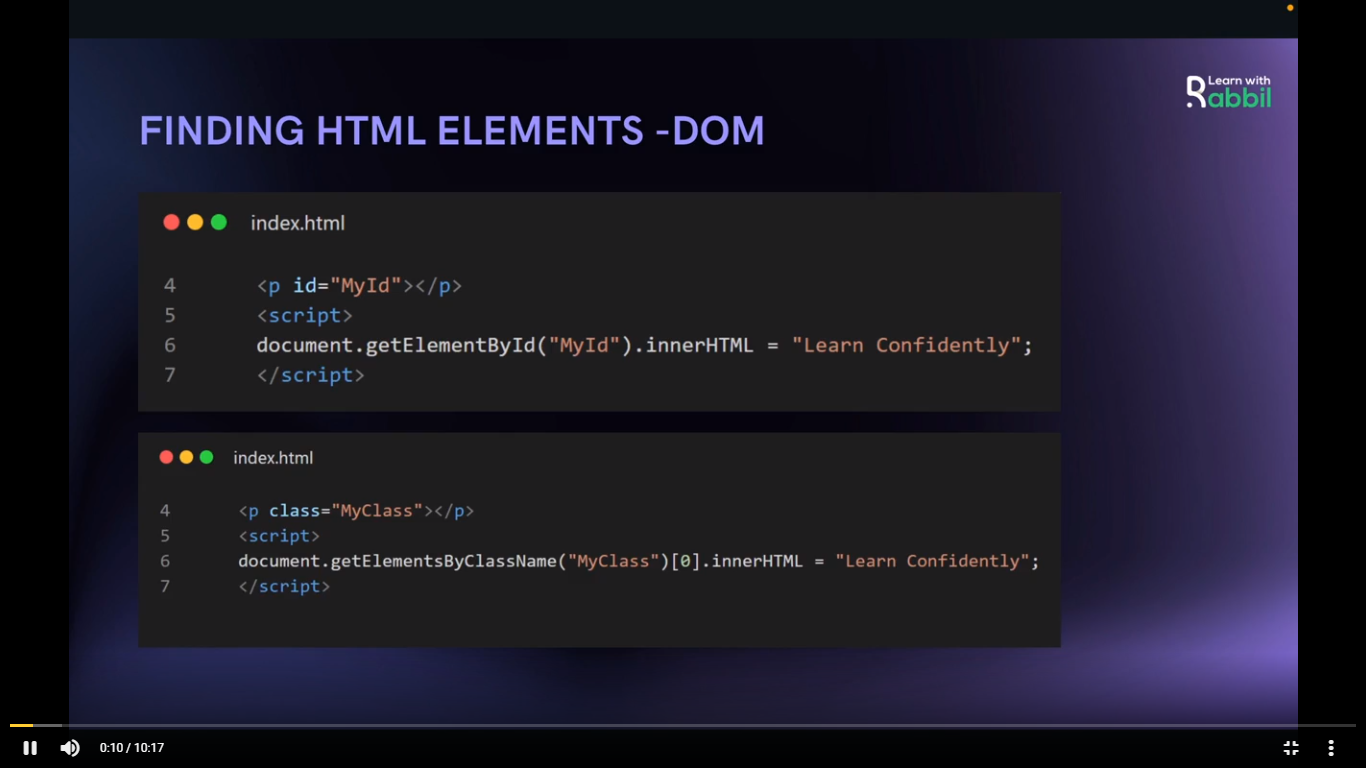 Learn with
Rabbil
FINDING HTML ELEMENTS -DOM
index.html
4 <p id="MyId"></p>
5 <script>
6 document.getElementById("MyId").innerHTML = "Learn Confidently";
7 </script>
index.html
4 <p class="MyClass"></p>
5 <script>
6 document.getElementsByClassName("MyClass")[0].innerHTML = "Learn Confidently";
7 </script>
0:10 / 10:17